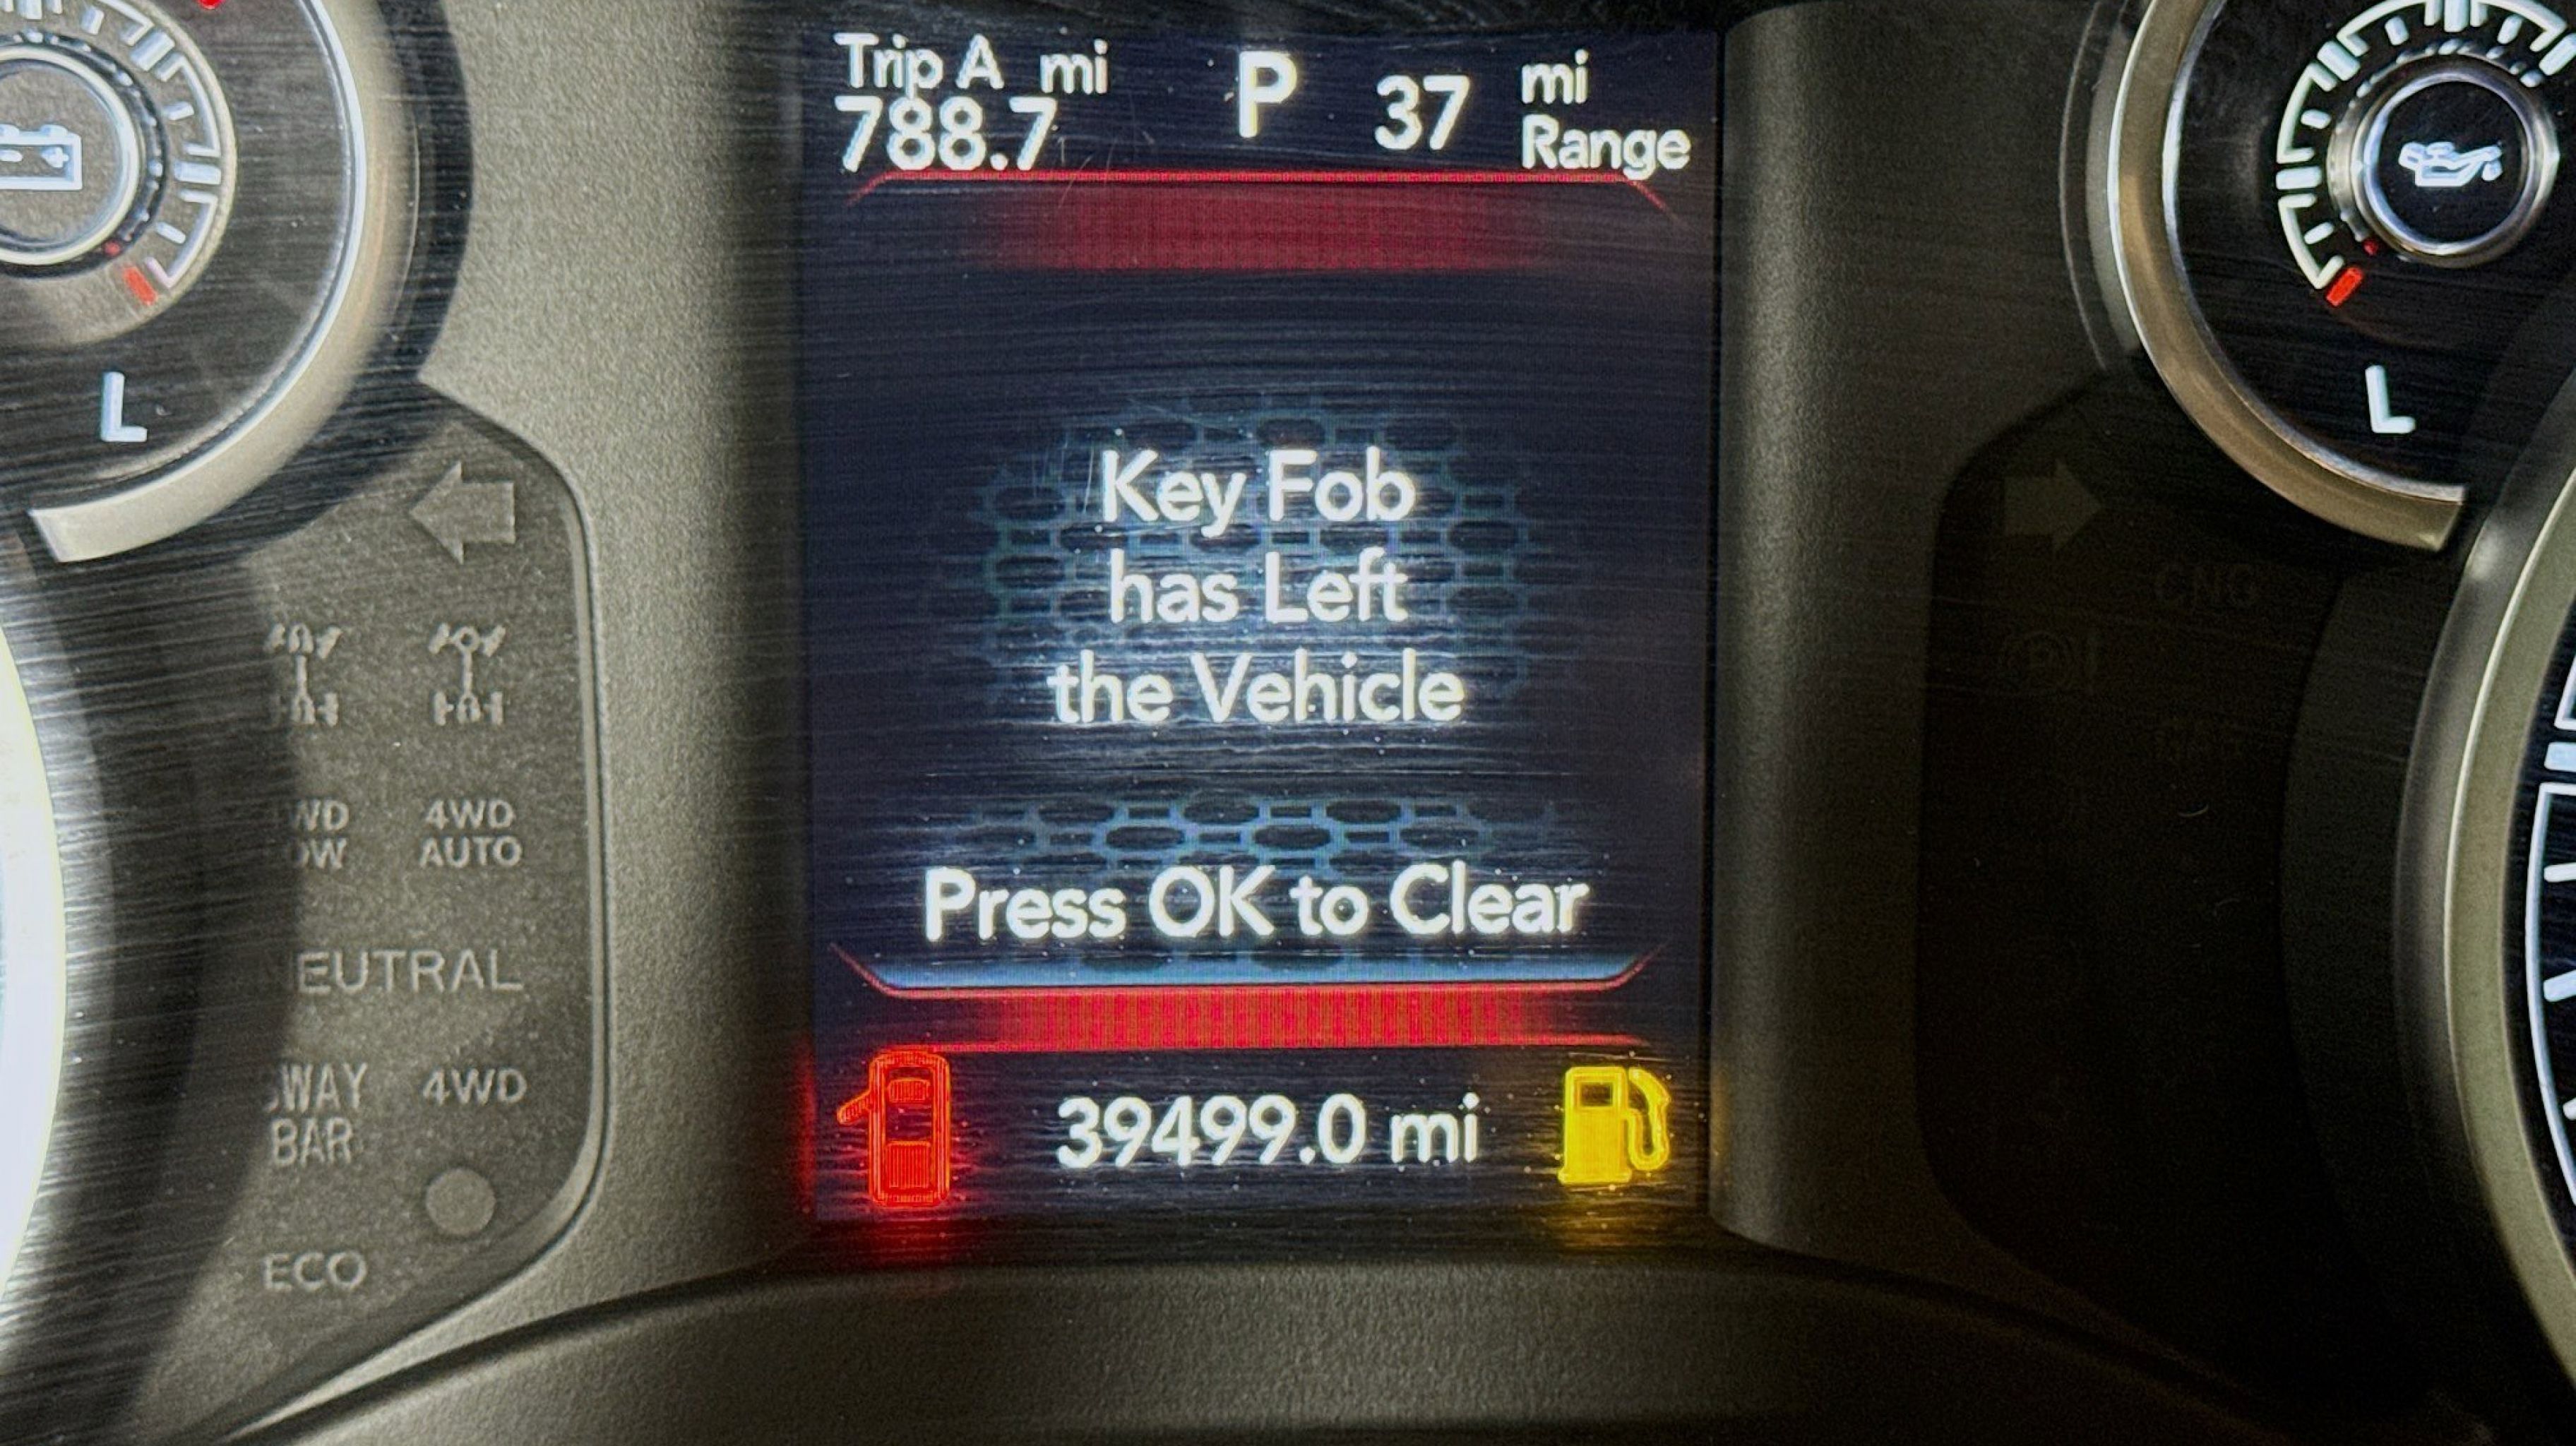 Trip A mi
788.7
P
37
mi
Range
L
L
Key Fob
has Left
the Vehicle
Press OK to Clear
39499.0 mi
4WD
AUTO
4WD
BAR
ECO
CNG